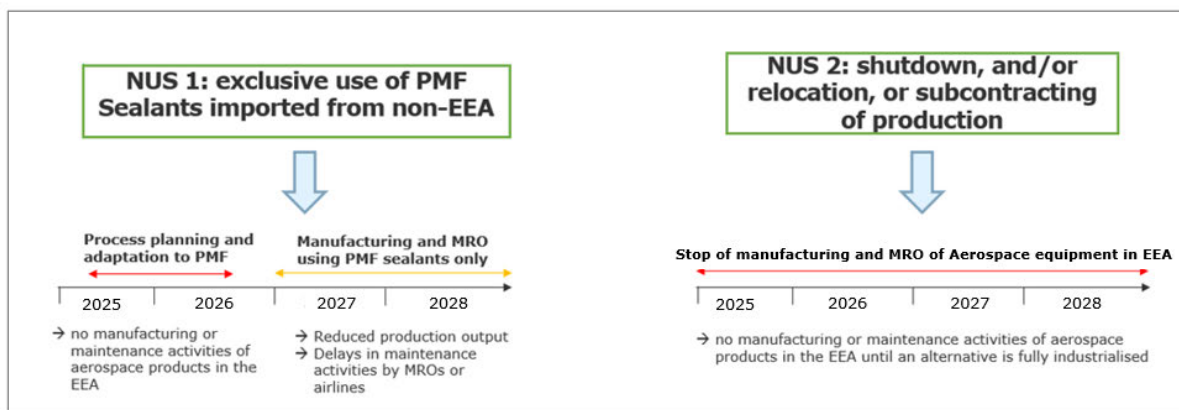 NUS 1: exclusive use of PMF
Sealants imported from non-EEA
Process planning and
adaptation to PMF
Manufacturing and MRO
using PMF sealants only
2025
2026
2027
2028
→ no manufacturing or
maintenance activities of
aerospace products in the
EEA
→ Reduced production output
→ Delays in maintenance
activities by MROs or
airlines
NUS 2: shutdown, and/or
relocation, or subcontracting
of production
Stop of manufacturing and MRO of Aerospace equipment in EEA
2025
2026
2027
2028
→ no manufacturing or maintenance activities of aerospace
products in the EEA until an alternative is fully industrialised